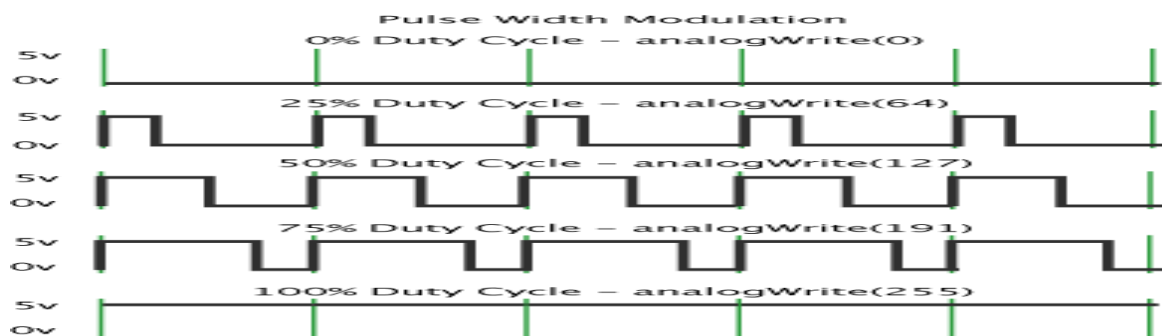 Pulse Width Modulation
0% Duty Cycle – analogWrite(0)
5v
0v
25% Duty Cycle – analogWrite(64)
5v
0v
50% Duty Cycle – analogWrite(127)
5v
0v
75% Duty Cycle – analogWrite(191)
5v
0v
100% Duty Cycle – analogWrite(255)
5v
0v